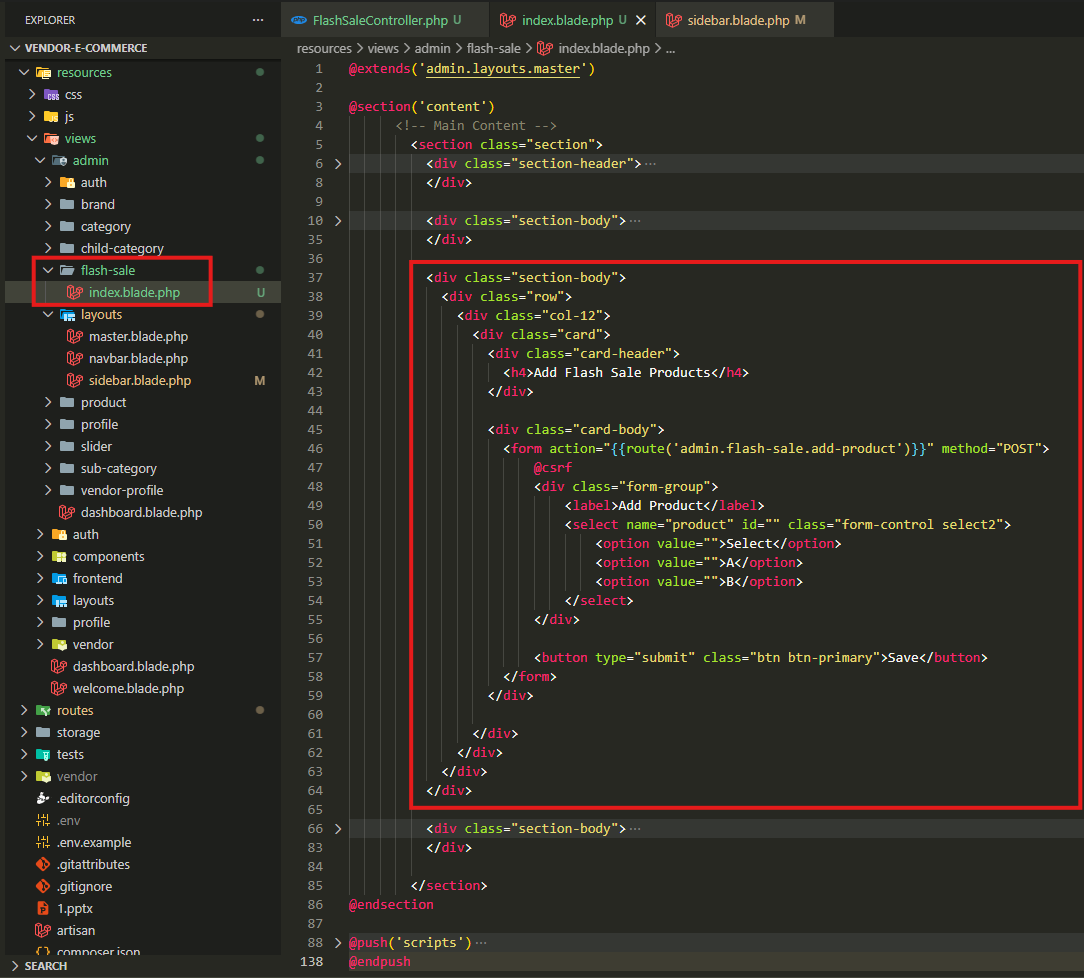 EXPLORER
VENDOR-E-COMMERCE
resources
css
js
views
admin
auth
brand
category
child-category
flash-sale
index.blade.php U
layouts
master.blade.php
navbar.blade.php
sidebar.blade.php M
product
profile
slider
sub-category
vendor-profile
dashboard.blade.php
auth
components
frontend
layouts
profile
vendor
dashboard.blade.php
welcome.blade.php
routes
storage
tests
vendor
.editorconfig
.env
.env.example
.gitattributes
.gitignore
1.pptx
artisan
composer.json
SEARCH
FlashSaleController.php U index.blade.php U sidebar.blade.php M
resources > views > admin > flash-sale > index.blade.php > ...
1 @extends('admin.layouts.master')
2
3 @section('content')
4 <!-- Main Content -->
5 <section class="section">
6 <div class="section-header"> ···
8 </div>
9
10 <div class="section-body"> ···
35 </div>
36
37 <div class="section-body">
38 <div class="row">
39 <div class="col-12">
40 <div class="card">
41 <div class="card-header">
42 <h4>Add Flash Sale Products</h4>
43 </div>
44
45 <div class="card-body">
46 <form action="{{route('admin.flash-sale.add-product')}}" method="POST">
47 @csrf
48 <div class="form-group">
49 <label>Add Product</label>
50 <select name="product" id="" class="form-control select2">
51 <option value="">Select</option>
52 <option value="">A</option>
53 <option value="">B</option>
54 </select>
55 </div>
56
57 <button type="submit" class="btn btn-primary">Save</button>
58 </form>
59 </div>
60
61 </div>
62 </div>
63 </div>
64 </div>
65
66 <div class="section-body"> ···
83 </div>
84
85 </section>
86 @endsection
87
88 @push('scripts') ···
138 @endpush